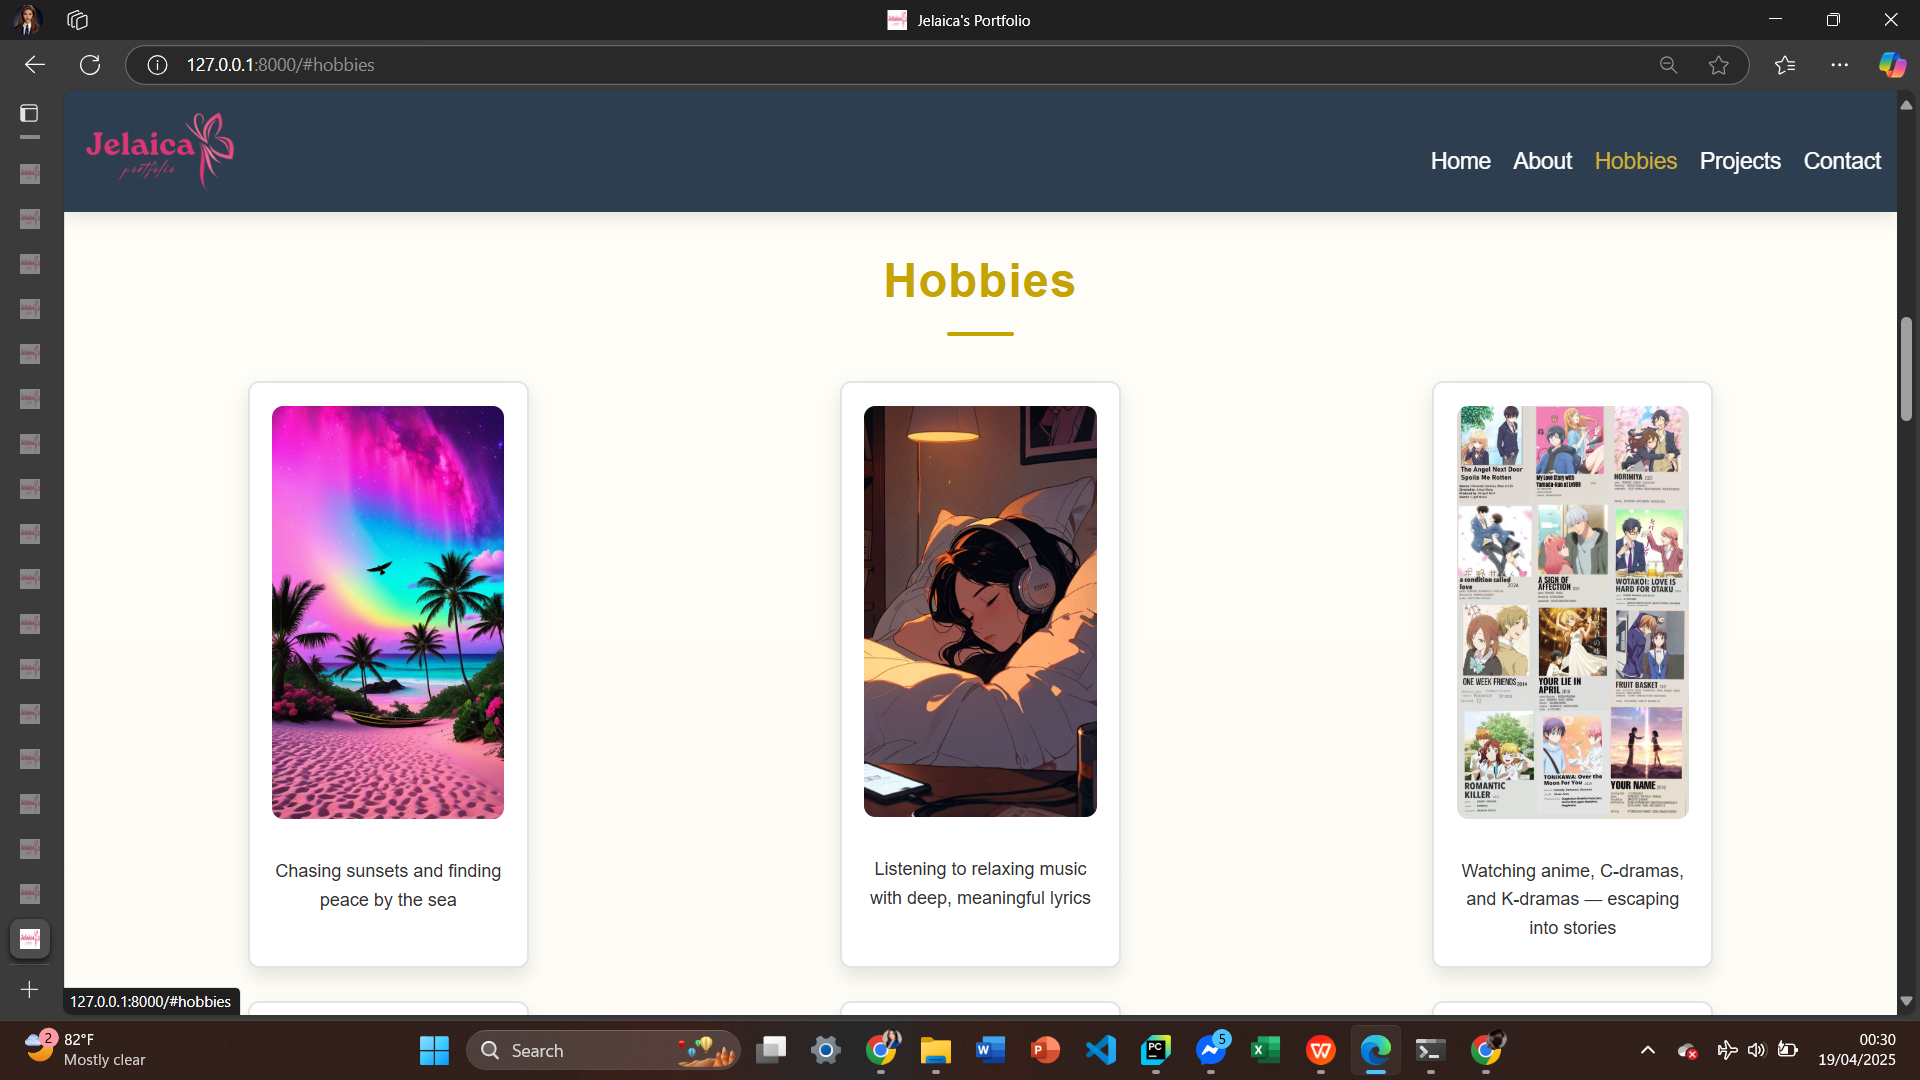 Jelaica's Portfolio
127.0.0.1:8000/#hobbies
Jelaica
portfolio
Home About Hobbies Projects Contact
Hobbies
The Angel Next Door
Spoils Me Rotten
My Love Story with
Yamada-kun at Lv999
HORIMIYA
a condition called
love
A SIGN OF
AFFECTION
WOTAKOI: LOVE IS
HARD FOR OTAKU
ONE WEEK FRIENDS
YOUR LIE IN
APRIL
FRUIT BASKET
ROMANTIC
KILLER
TONIKAWA: Over the
Moon For You
YOUR NAME
Chasing sunsets and finding
peace by the sea
Listening to relaxing music
with deep, meaningful lyrics
Watching anime, C-dramas,
and K-dramas — escaping
into stories
127.0.0.1:8000/#hobbies
2
82°F
Mostly clear
Search
PC
5
00:30
19/04/2025